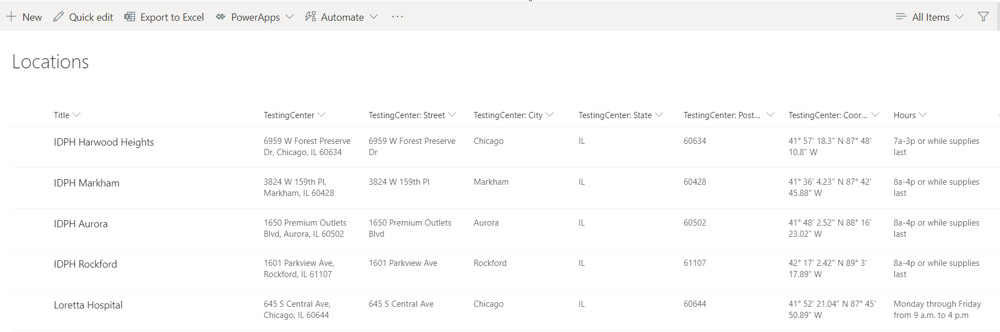 New Quick edit Export to Excel PowerApps Automate ··· All Items
Locations
Title TestingCenter TestingCenter: Street TestingCenter: City TestingCenter: State TestingCenter: Post... TestingCenter: Coor... Hours
IDPH Harwood Heights 6959 W Forest Preserve 6959 W Forest Preserve Chicago IL 60634 41° 57' 18.3" N 87° 48' 7a-3p or while supplies
Dr, Chicago, IL 60634 Dr 10.8" W last
IDPH Markham 3824 W 159th Pl, 3824 W 159th Pl Markham IL 60428 41° 36' 4.23" N 87° 42' 8a-4p or while supplies
Markham, IL 60428 45.88" W last
IDPH Aurora 1650 Premium Outlets 1650 Premium Outlets Aurora IL 60502 41° 48' 2.52" N 88° 16' 8a-4p or while supplies
Blvd, Aurora, IL 60502 Blvd 23.02" W last
IDPH Rockford 1601 Parkview Ave, 1601 Parkview Ave Rockford IL 61107 42° 17' 2.42" N 89° 3' 8a-4p or while supplies
Rockford, IL 61107 17.89" W last
Loretta Hospital 645 S Central Ave, 645 S Central Ave Chicago IL 60644 41° 52' 21.04" N 87° 45' Monday through Friday
Chicago, IL 60644 50.89" W from 9 a.m. to 4 p.m